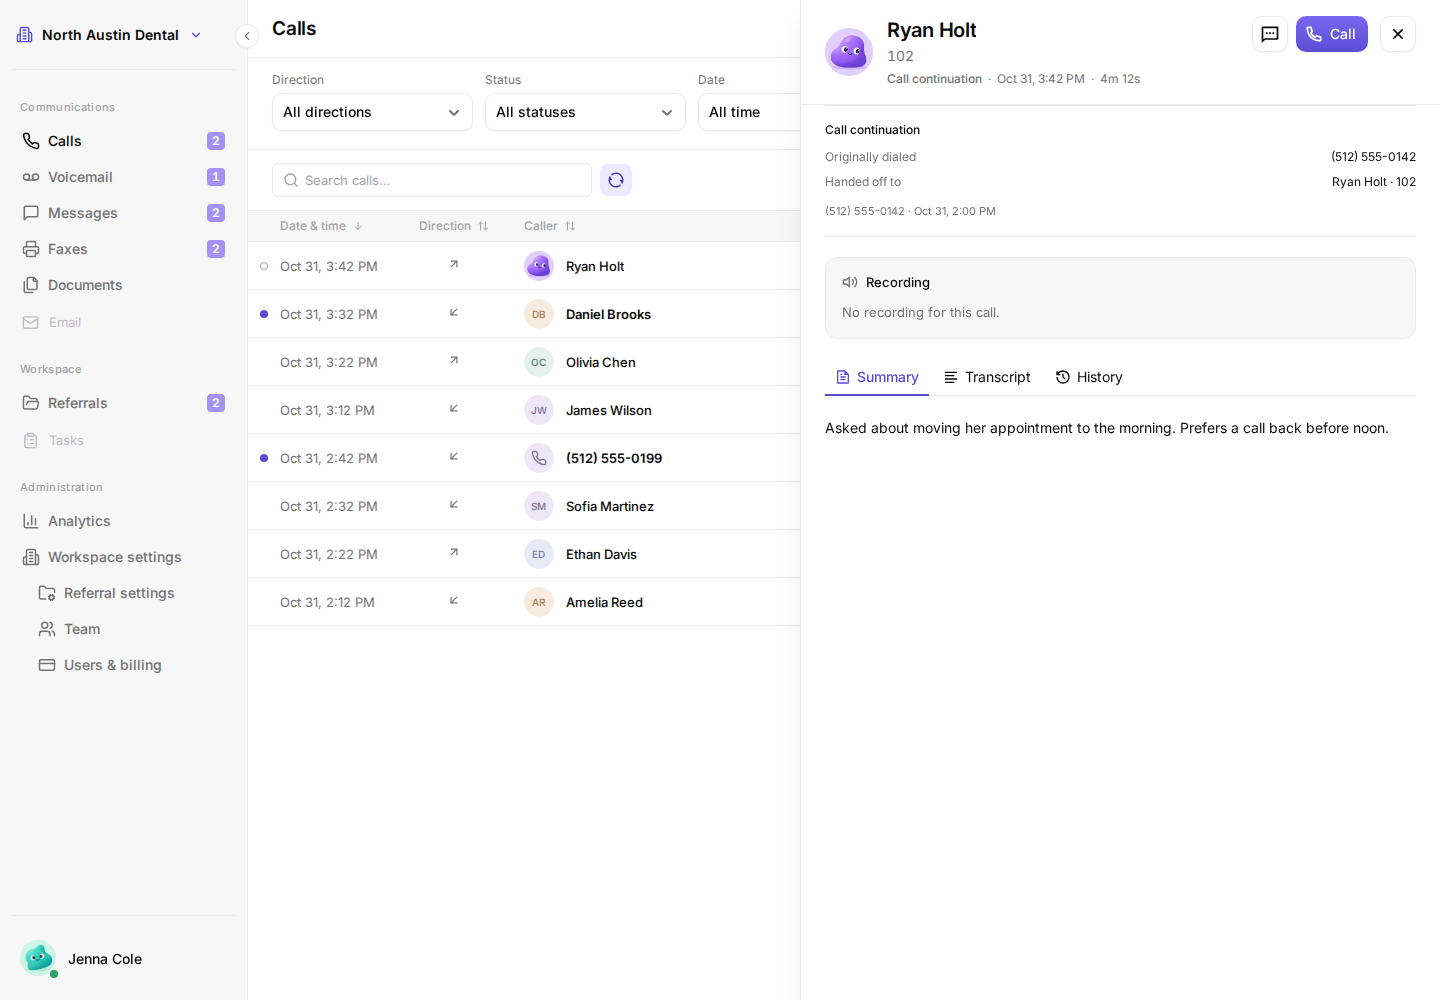 North Austin Dental
Communications
Calls 2
Voicemail 1
Messages 2
Faxes 2
Documents
Email
Workspace
Referrals 2
Tasks
Administration
Analytics
Workspace settings
Referral settings
Team
Users & billing
Jenna Cole
Calls
Direction Status Date
All directions All statuses All time
Search calls...
Date & time Direction Caller
Oct 31, 3:42 PM Ryan Holt
Oct 31, 3:32 PM DB Daniel Brooks
Oct 31, 3:22 PM OC Olivia Chen
Oct 31, 3:12 PM JW James Wilson
Oct 31, 2:42 PM (512) 555-0199
Oct 31, 2:32 PM SM Sofia Martinez
Oct 31, 2:22 PM ED Ethan Davis
Oct 31, 2:12 PM AR Amelia Reed
Ryan Holt
102
Call continuation · Oct 31, 3:42 PM · 4m 12s
Call
Call continuation
Originally dialed (512) 555-0142
Handed off to Ryan Holt · 102
(512) 555-0142 · Oct 31, 2:00 PM
Recording
No recording for this call.
Summary Transcript History
Asked about moving her appointment to the morning. Prefers a call back before noon.